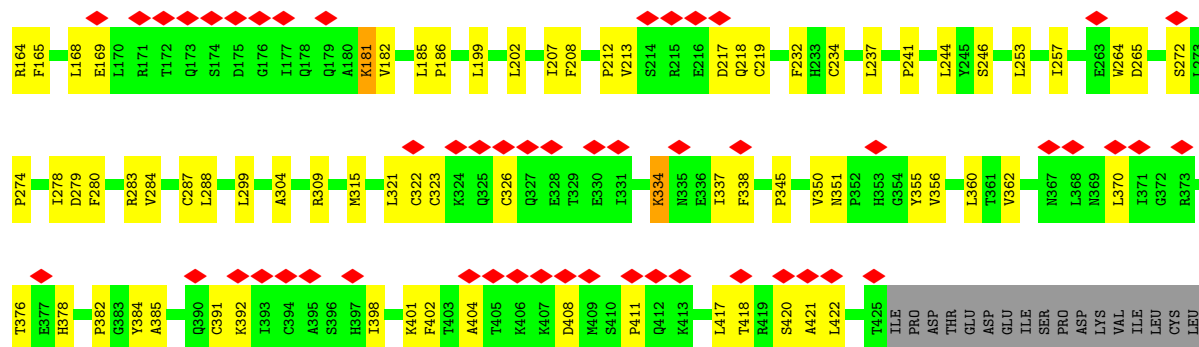 R164 F165 L168 E169 L170 R171 T172 Q173 S174 D175 G176 I177 Q178 Q179 A180 K181 V182 L185 P186 L199 L202 I207 F208 P212 V213 S214 R215 E216 D217 Q218 C219 F232 H233 C234 L237 P241 L244 Y245 S246 L253 I257 E263 W264 D265 S272 L273
P274 I278 D279 F280 R283 V284 C287 L288 L299 A304 R309 M315 L321 C322 C323 K324 Q325 C326 Q327 E328 T329 E330 I331 K334 N335 E336 I337 F338 P345 V350 N351 P352 H353 G354 Y355 V356 L360 T361 V362 N367 L368 N369 L370 I371 G372 R373
T376 E377 H378 P382 G383 Y384 A385 Q390 C391 K392 I393 C394 A395 S396 H397 I398 K401 F402 T403 A404 T405 K406 K407 D408 M409 S410 P411 Q412 K413 L417 T418 R419 S420 A421 L422 T425 ILE PRO ASP THR GLU ASP GLU ILE SER PRO ASP LYS VAL ILE LEU CYS LEU